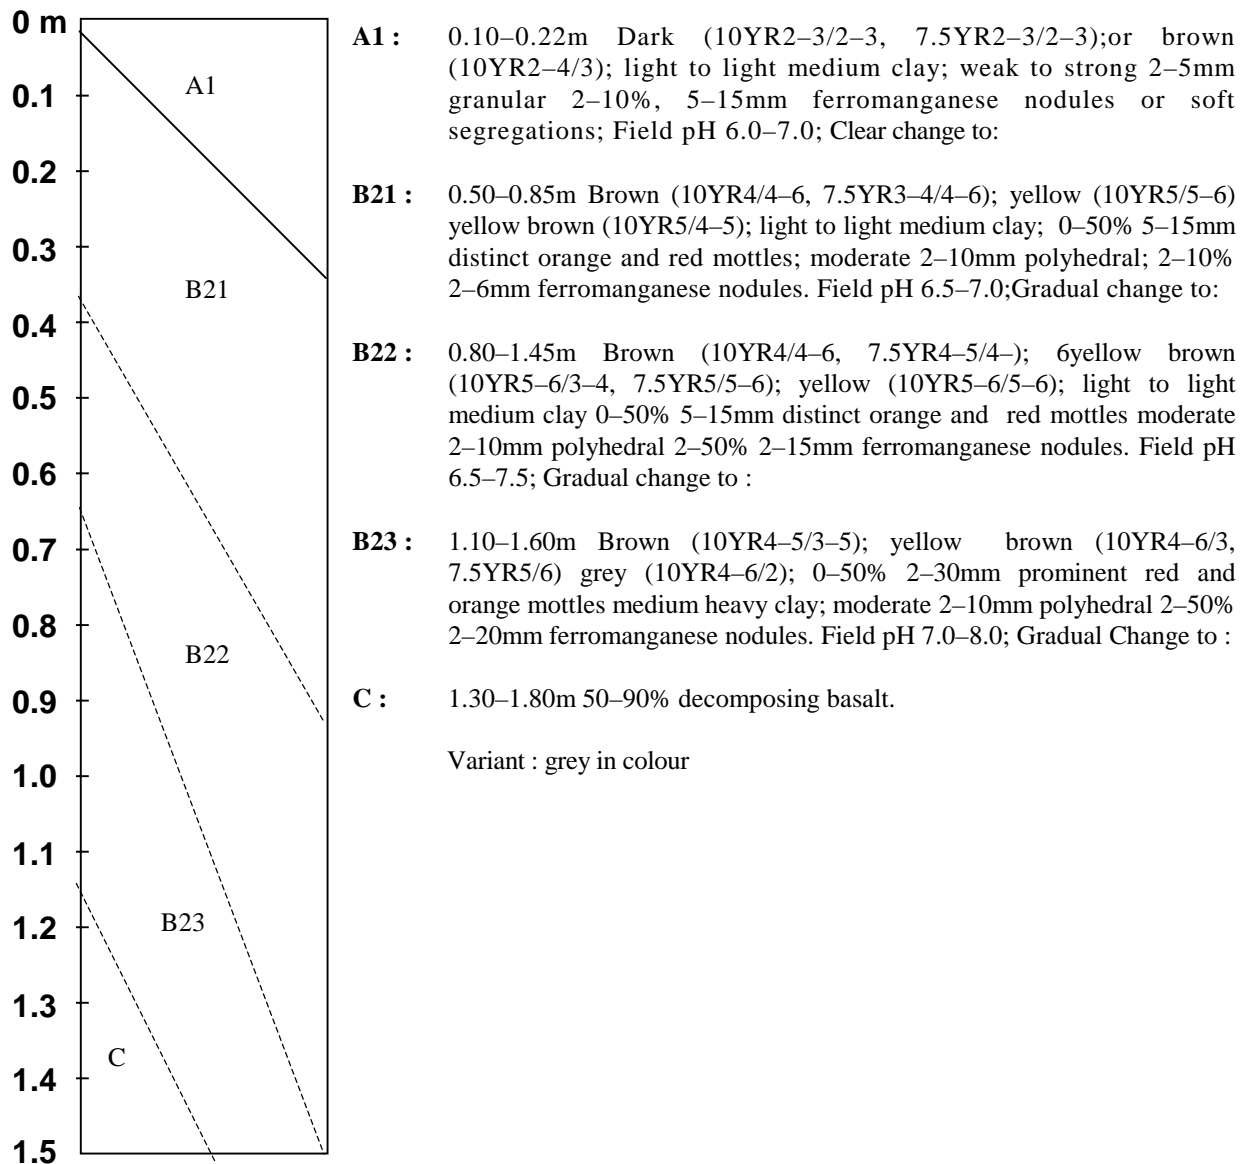 0 m
0.1
0.2
0.3
0.4
0.5
0.6
0.7
0.8
0.9
1.0
1.1
1.2
1.3
1.4
1.5
A1
B21
B22
B23
C
A1 : 0.10–0.22m Dark (10YR2–3/2–3, 7.5YR2–3/2–3);or brown
(10YR2–4/3); light to light medium clay; weak to strong 2–5mm
granular 2–10%, 5–15mm ferromanganese nodules or soft
segregations; Field pH 6.0–7.0; Clear change to:
B21 : 0.50–0.85m Brown (10YR4/4–6, 7.5YR3–4/4–6); yellow (10YR5/5–6)
yellow brown (10YR5/4–5); light to light medium clay; 0–50% 5–15mm
distinct orange and red mottles; moderate 2–10mm polyhedral; 2–10%
2–6mm ferromanganese nodules. Field pH 6.5–7.0;Gradual change to:
B22 : 0.80–1.45m Brown (10YR4/4–6, 7.5YR4–5/4–); 6yellow brown
(10YR5–6/3–4, 7.5YR5/5–6); yellow (10YR5–6/5–6); light to light
medium clay 0–50% 5–15mm distinct orange and red mottles moderate
2–10mm polyhedral 2–50% 2–15mm ferromanganese nodules. Field pH
6.5–7.5; Gradual change to :
B23 : 1.10–1.60m Brown (10YR4–5/3–5); yellow brown (10YR4–6/3,
7.5YR5/6) grey (10YR4–6/2); 0–50% 2–30mm prominent red and
orange mottles medium heavy clay; moderate 2–10mm polyhedral 2–50%
2–20mm ferromanganese nodules. Field pH 7.0–8.0; Gradual Change to :
C : 1.30–1.80m 50–90% decomposing basalt.
Variant : grey in colour